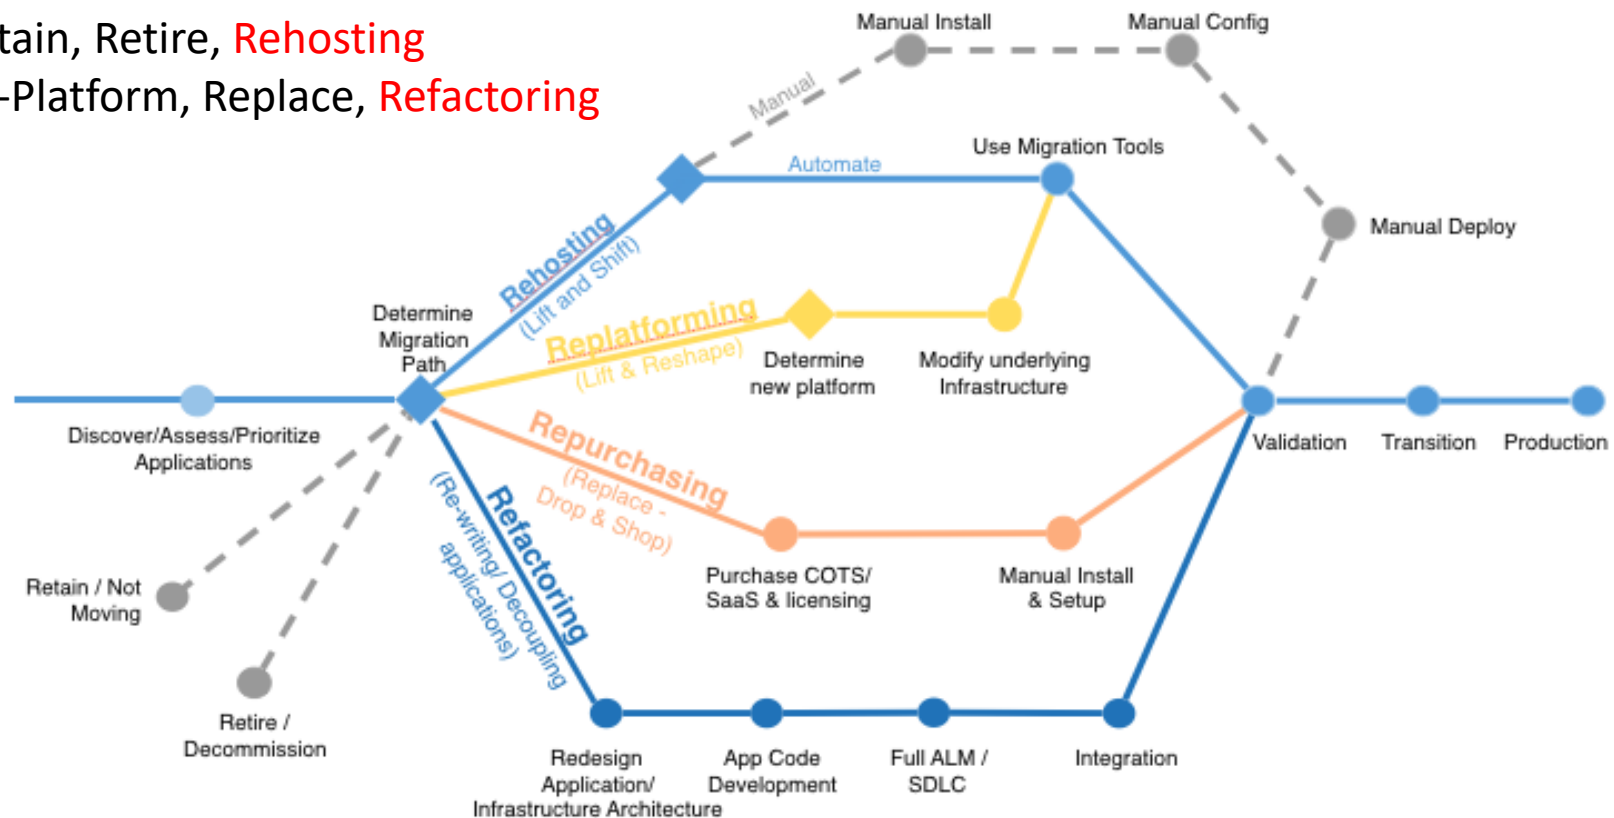 tain, Retire, Rehosting
-Platform, Replace, Refactoring
Manual Install
Manual Config
Manual
Automate
Use Migration Tools
Manual Deploy
Rehosting
(Lift and Shift)
Determine
Migration
Path
Replatforming
(Lift & Reshape)
Determine
new platform
Modify underlying
Infrastructure
Discover/Assess/Prioritize
Applications
Repurchasing
(Replace -
Drop & Shop)
Validation
Transition
Production
Refactoring
(Re-writing/ Decoupling
applications)
Purchase COTS/
SaaS & licensing
Manual Install
& Setup
Retain / Not
Moving
Retire /
Decommission
Redesign
Application/
Infrastructure Architecture
App Code
Development
Full ALM /
SDLC
Integration